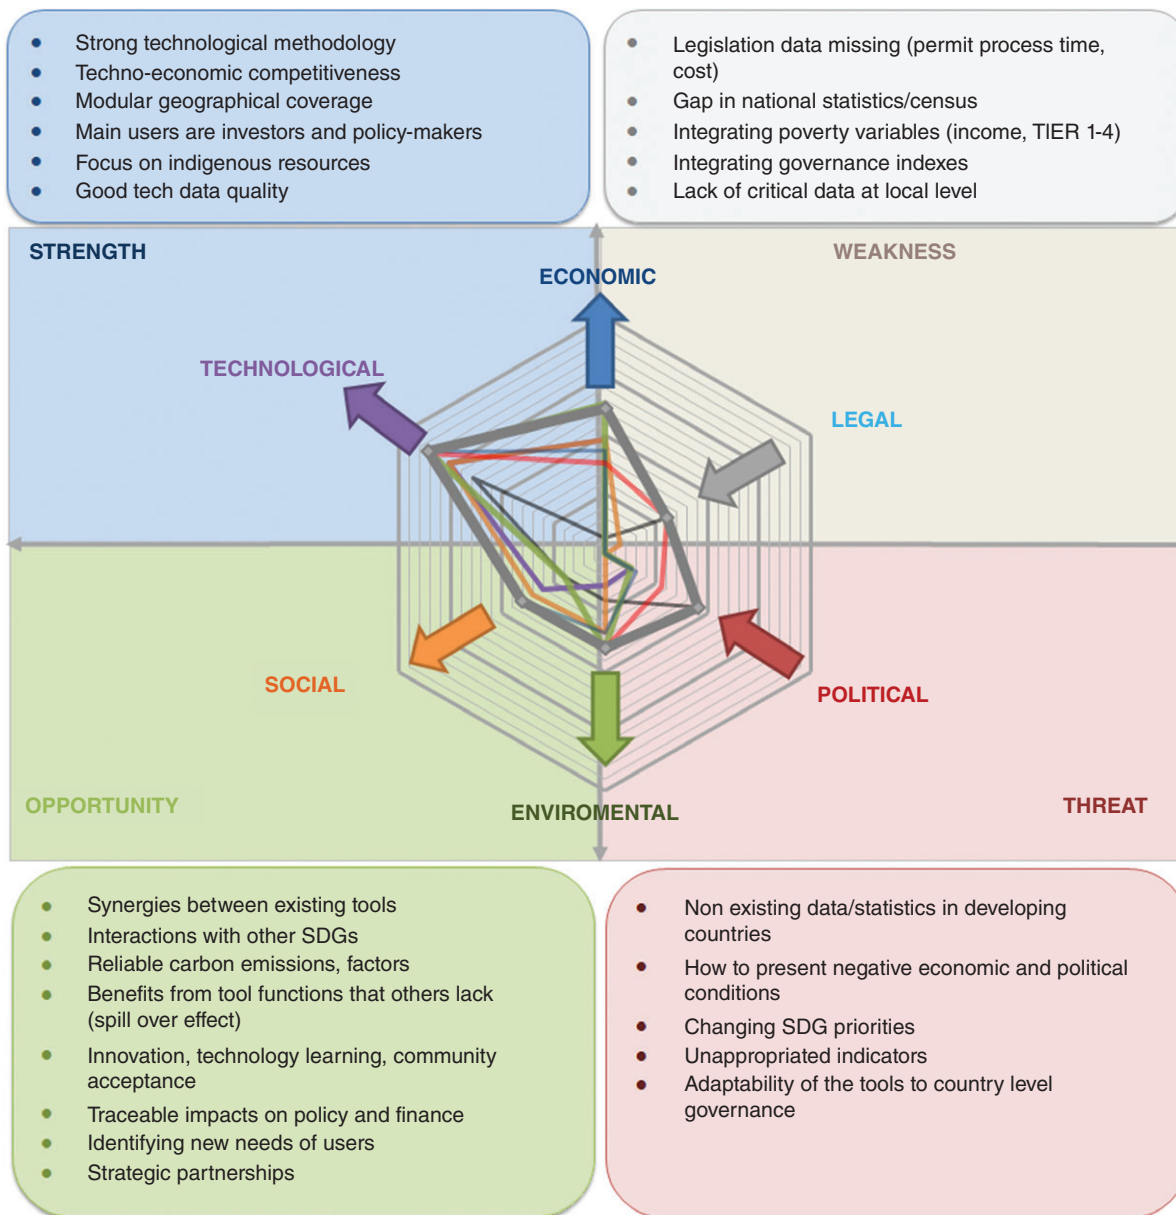 Strong technological methodology
Techno-economic competitiveness
Modular geographical coverage
Main users are investors and policy-makers
Focus on indigenous resources
Good tech data quality
Legislation data missing (permit process time,
cost)
Gap in national statistics/census
Integrating poverty variables (income, TIER 1-4)
Integrating governance indexes
Lack of critical data at local level
STRENGTH
WEAKNESS
ECONOMIC
TECHNOLOGICAL
LEGAL
SOCIAL
POLITICAL
OPPORTUNITY
ENVIROMENTAL
THREAT
Synergies between existing tools
Interactions with other SDGs
Reliable carbon emissions, factors
Benefits from tool functions that others lack
(spill over effect)
Innovation, technology learning, community
acceptance
Traceable impacts on policy and finance
Identifying new needs of users
Strategic partnerships
Non existing data/statistics in developing
countries
How to present negative economic and political
conditions
Changing SDG priorities
Unappropriated indicators
Adaptability of the tools to country level
governance